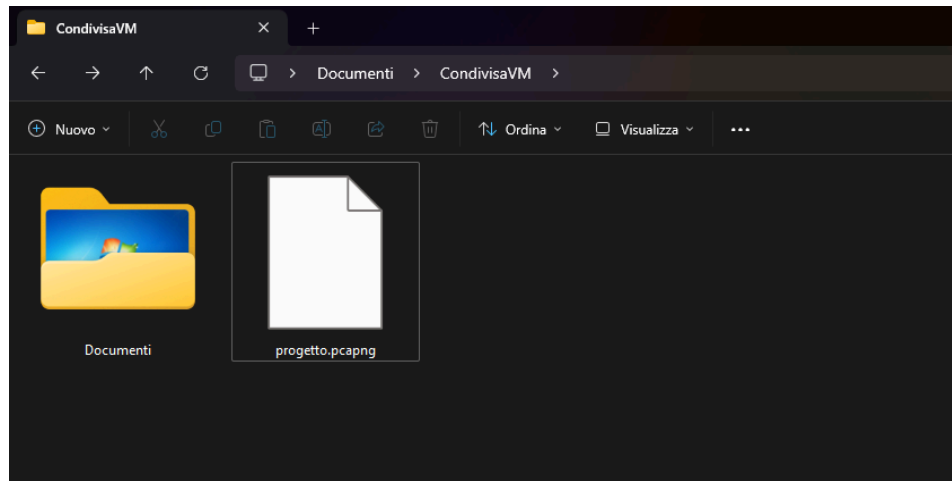 CondivisaVM
Documenti > CondivisaVM >
Nuovo Ordina Visualizza
Documenti progetto.pcapng